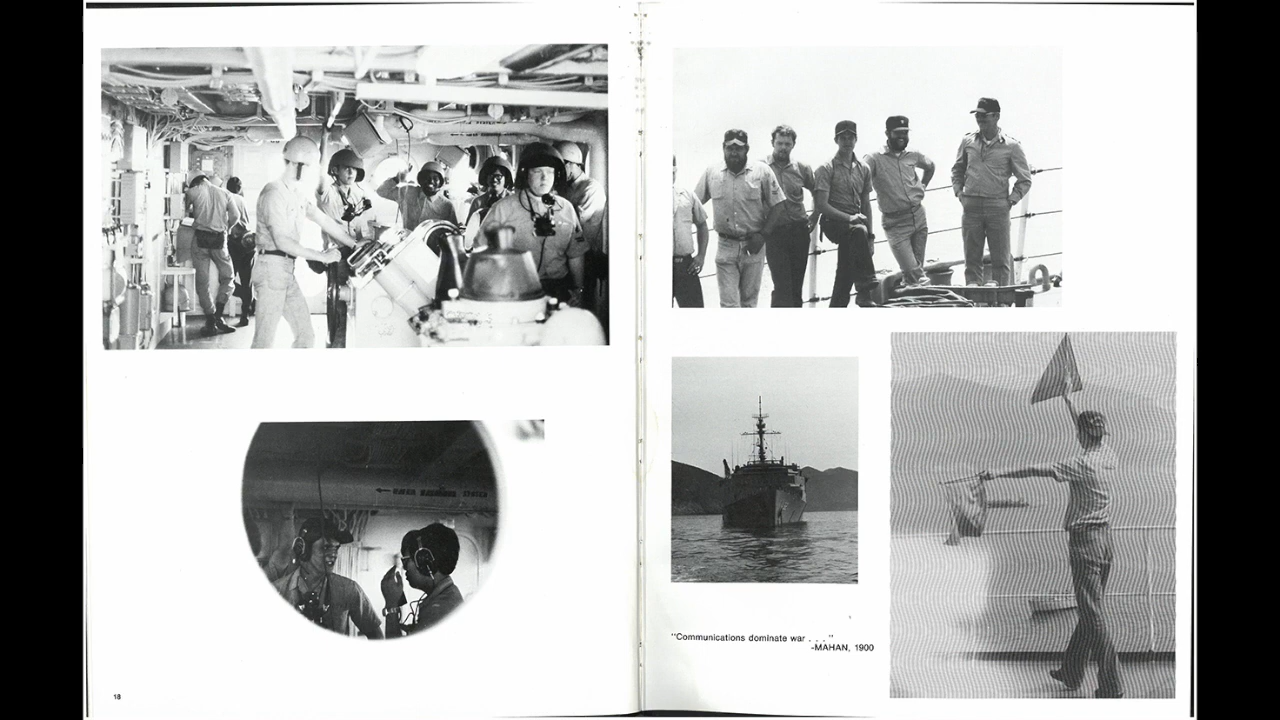 18
"Communications dominate war . . . "
-MAHAN, 1900